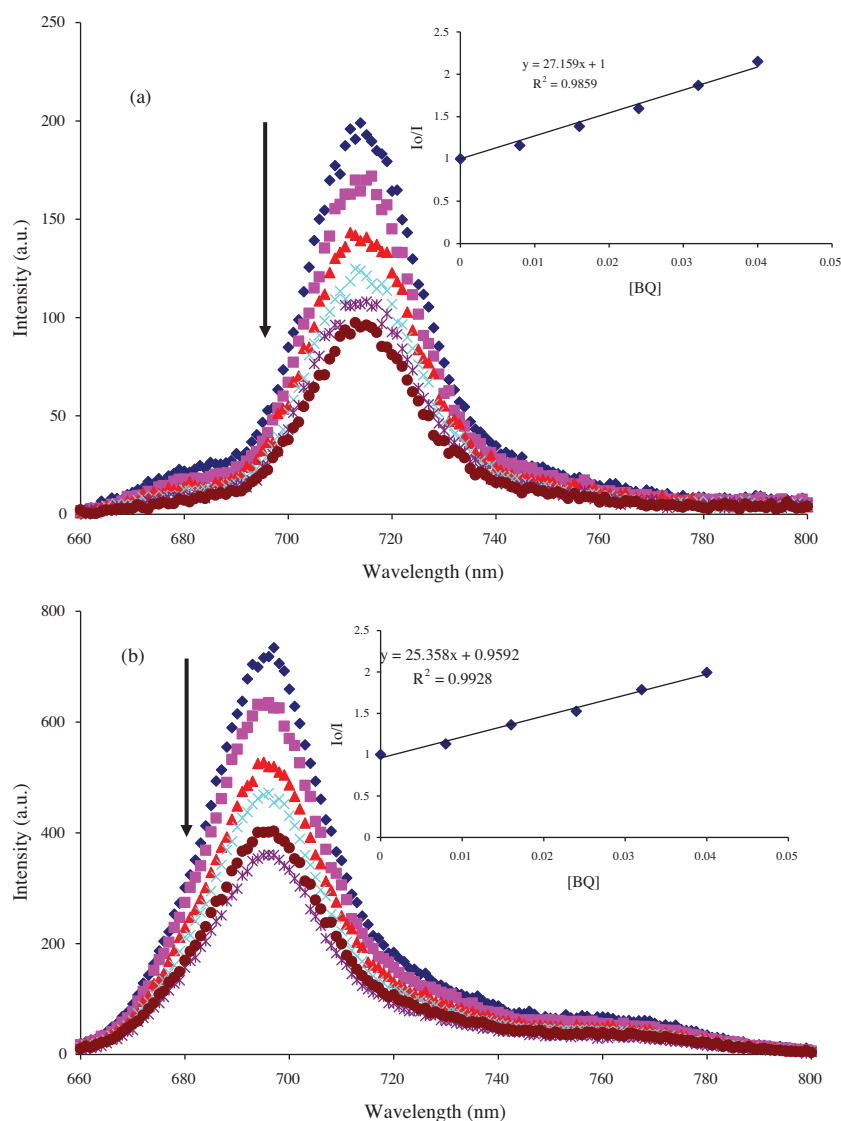 (a)
y = 27.159x + 1
R² = 0.9859
Io/I
2.5
2
1.5
1
0.5
0
0 0.01 0.02 0.03 0.04 0.05
[BQ]
Intensity (a.u.)
250
200
150
100
50
0
660 680 700 720 740 760 780 800
Wavelength (nm)
(b)
y = 25.358x + 0.9592
R² = 0.9928
Io/I
2.5
2
1.5
1
0.5
0
0 0.01 0.02 0.03 0.04 0.05
[BQ]
Intensity (a.u.)
800
600
400
200
0
660 680 700 720 740 760 780 800
Wavelength (nm)